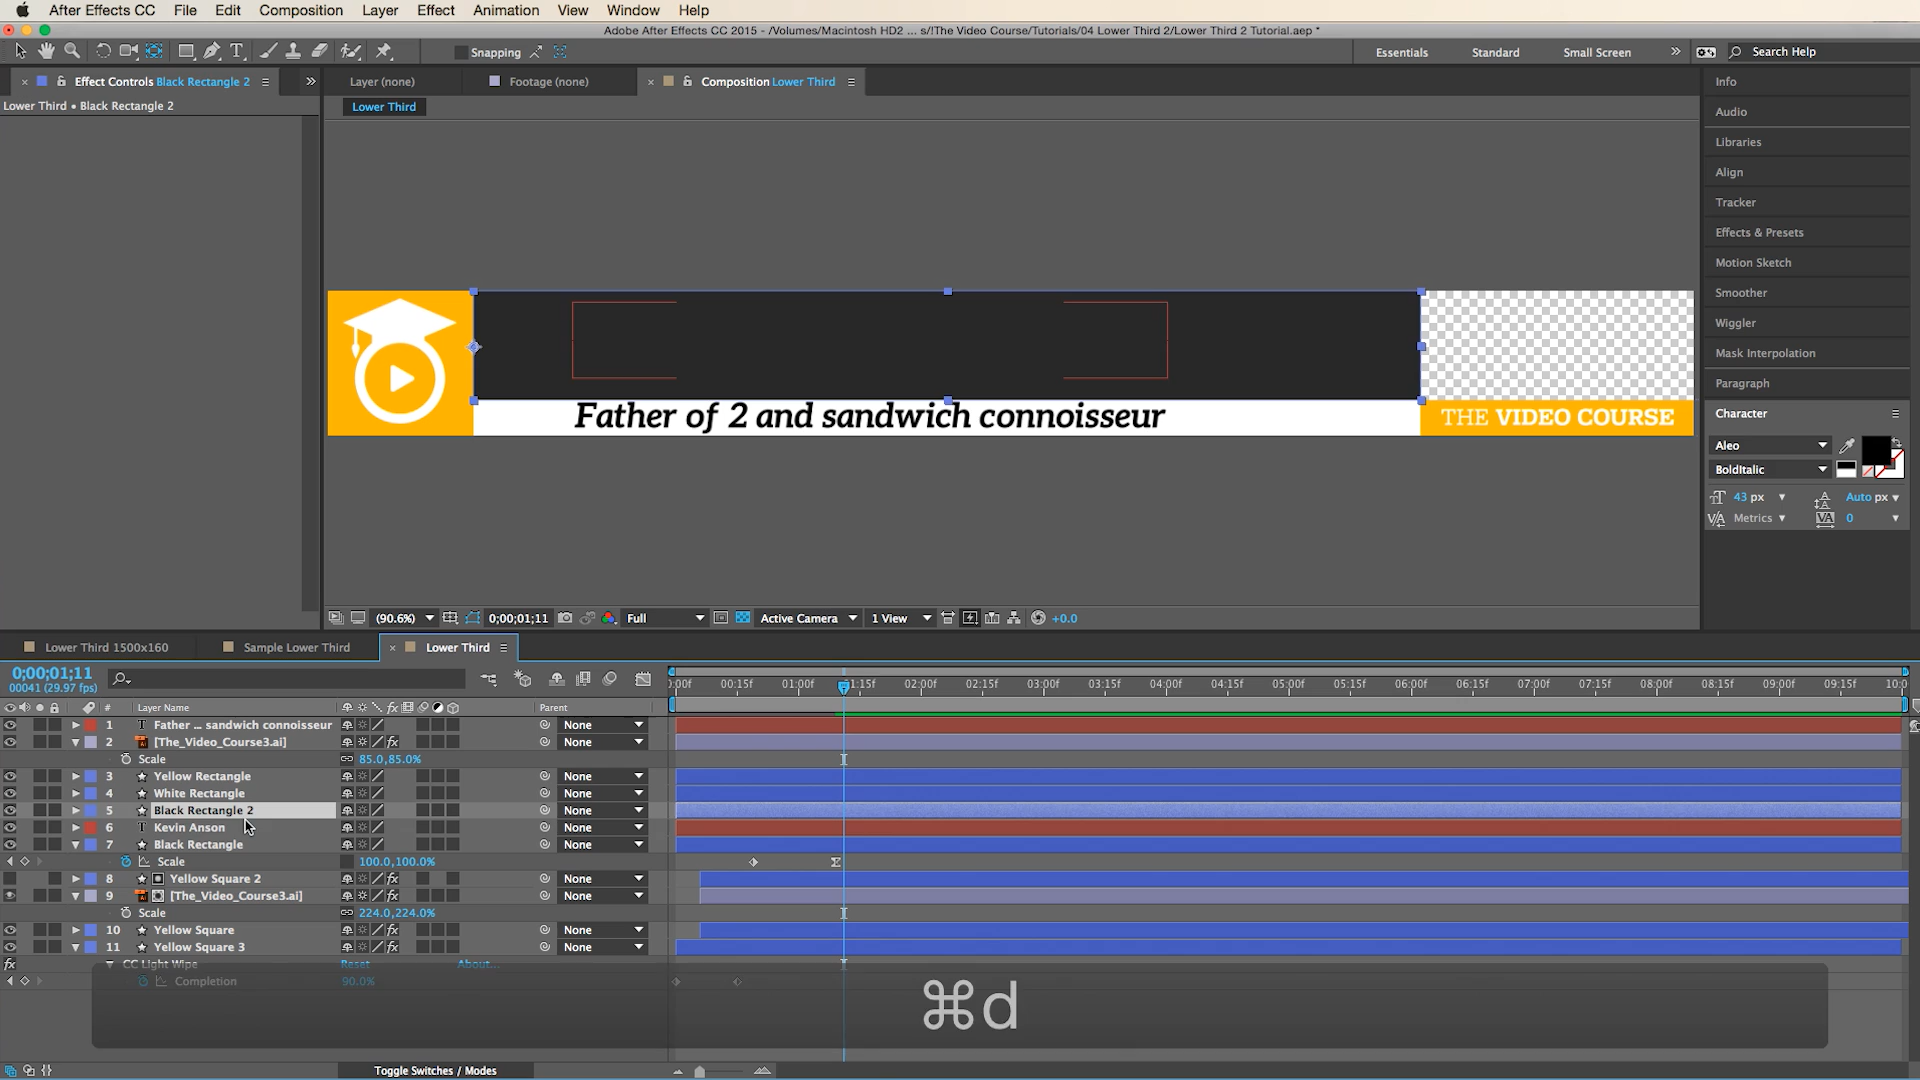 After Effects CC File Edit Composition Layer Effect Animation View Window Help
Adobe After Effects CC 2015 - /Volumes/Macintosh HD2 ... s/!The Video Course/Tutorials/04 Lower Third 2/Lower Third 2 Tutorial.aep *
Snapping Essentials Standard Small Screen » Search Help
× Effect Controls Black Rectangle 2 » Layer (none) Footage (none) × Composition Lower Third Info
Lower Third • Black Rectangle 2 Lower Third
Audio
Libraries
Align
Tracker
Effects & Presets
Motion Sketch
Smoother
Wiggler
Mask Interpolation
Paragraph
Character
Father of 2 and sandwich connoisseur
THE VIDEO COURSE
Aleo
BoldItalic
43 px Auto px
Metrics 0
(90.6%) 0;00;01;11 Full Active Camera 1 View +0.0
Lower Third 1500x160 Sample Lower Third × Lower Third
0;00;01;11
00041 (29.97 fps)
):00f 00:15f 01:00f 1:15f 02:00f 02:15f 03:00f 03:15f 04:00f 04:15f 05:00f 05:15f 06:00f 06:15f 07:00f 07:15f 08:00f 08:15f 09:00f 09:15f 10:0
# Layer Name fx Parent
1 T Father ... sandwich connoisseur None
2 [The_Video_Course3.ai] fx None
Scale 85.0,85.0%
3 Yellow Rectangle None
4 White Rectangle None
5 Black Rectangle 2 None
6 T Kevin Anson None
7 Black Rectangle None
Scale 100.0,100.0%
8 Yellow Square 2 fx None
9 [The_Video_Course3.ai] fx None
Scale 224.0,224.0%
10 Yellow Square fx None
11 Yellow Square 3 fx None
fx CC Light Wipe Reset About...
Completion 90.0%
⌘d
Toggle Switches / Modes